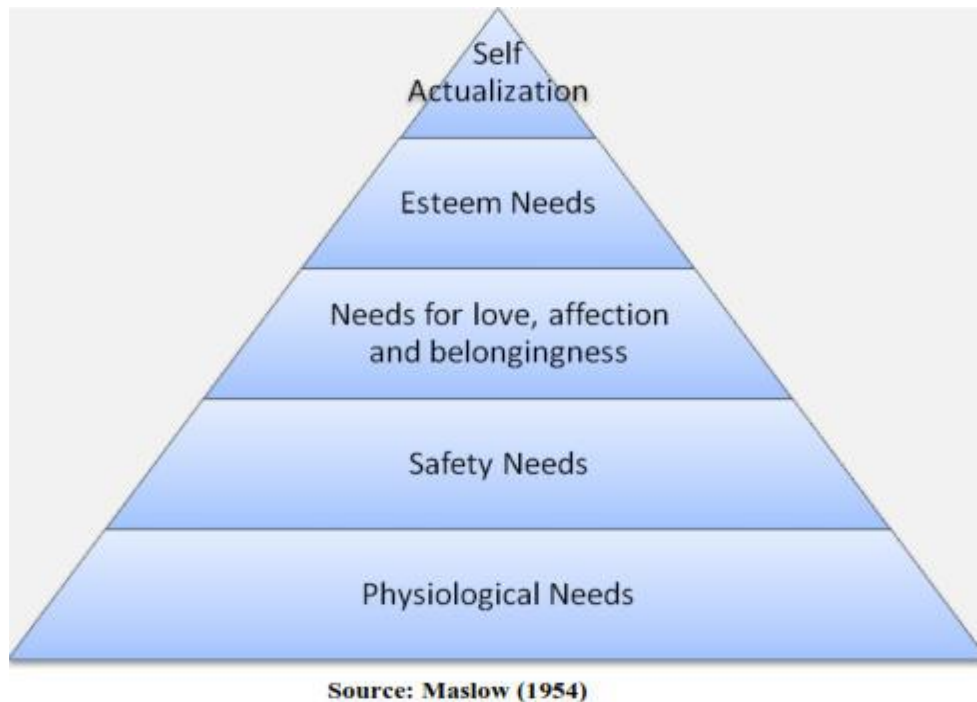 Self
Actualization
Esteem Needs
Needs for love, affection
and belongingness
Safety Needs
Physiological Needs
Source: Maslow (1954)